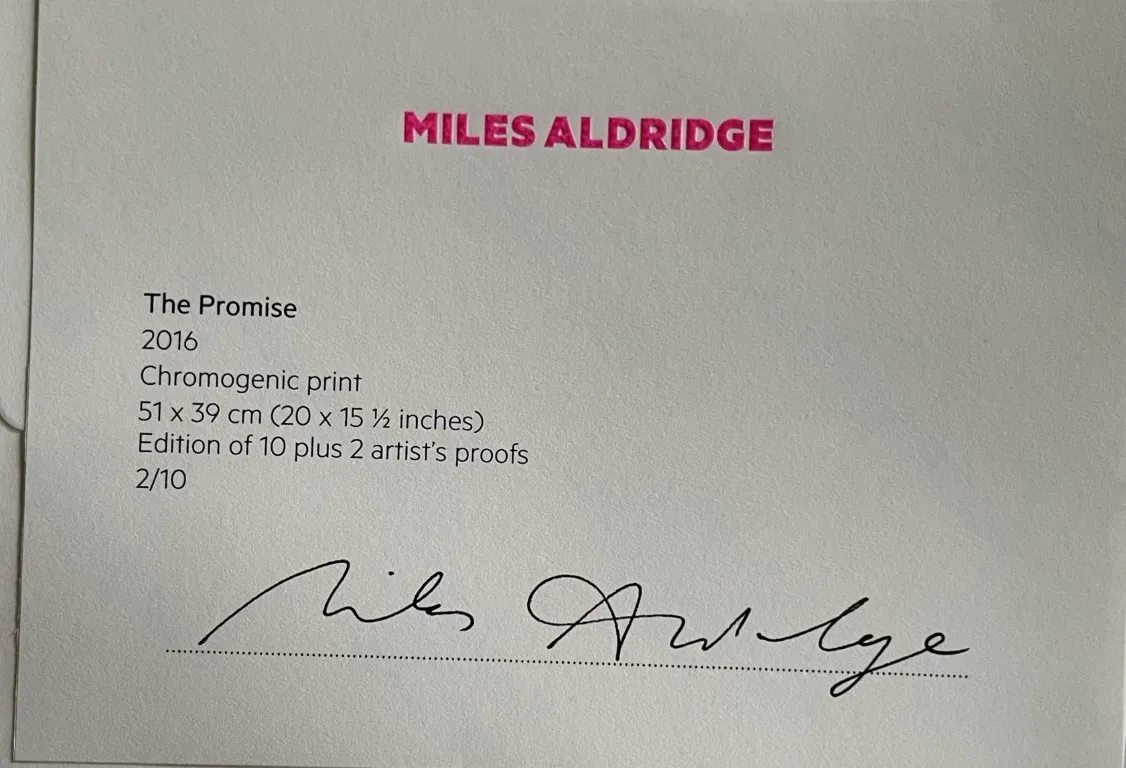 MILES ALDRIDGE
The Promise
2016
Chromogenic print
51 x 39 cm (20 x 15 ½ inches)
Edition of 10 plus 2 artist's proofs
2/10
Miles Aldridge